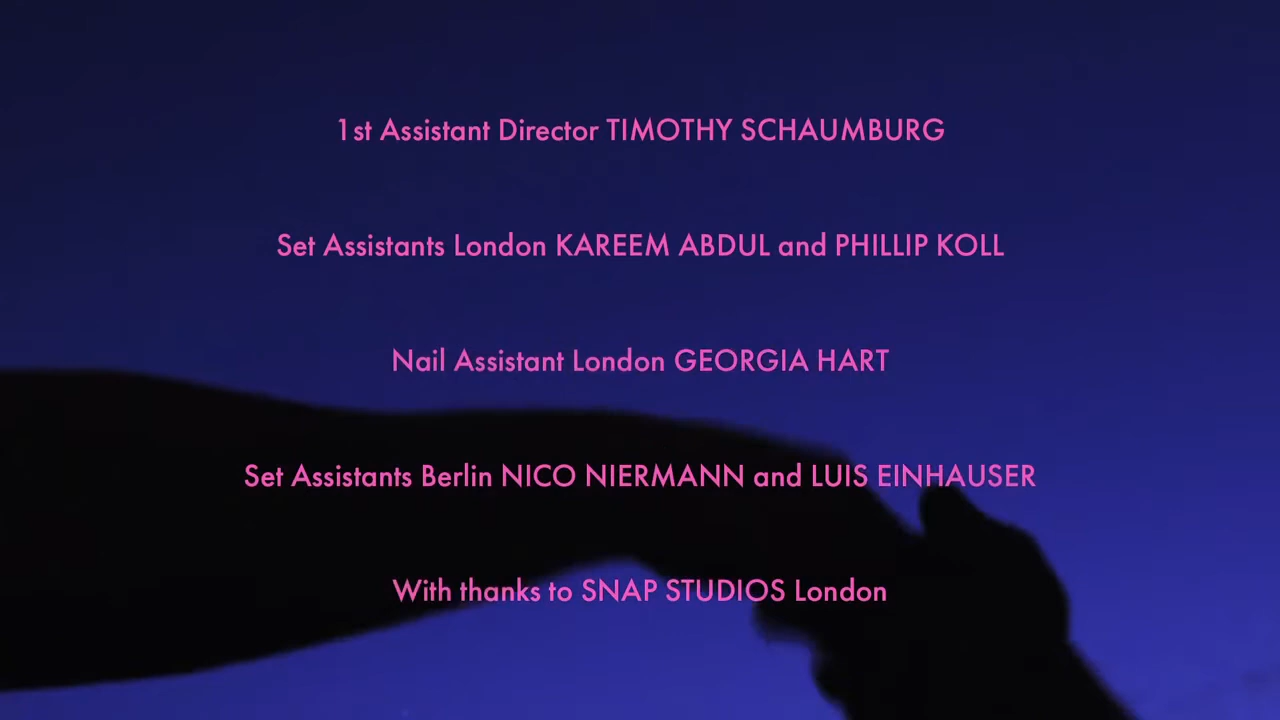 1st Assistant Director TIMOTHY SCHAUMBURG
Set Assistants London KAREEM ABDUL and PHILLIP KOLL
Nail Assistant London GEORGIA HART
Set Assistants Berlin NICO NIERMANN and LUIS EINHAUSER
With thanks to SNAP STUDIOS London